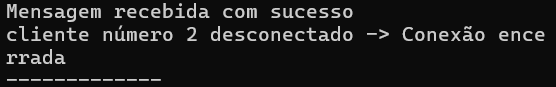 Mensagem recebida com sucesso
cliente número 2 desconectado -> Conexão ence
rrada
-------------